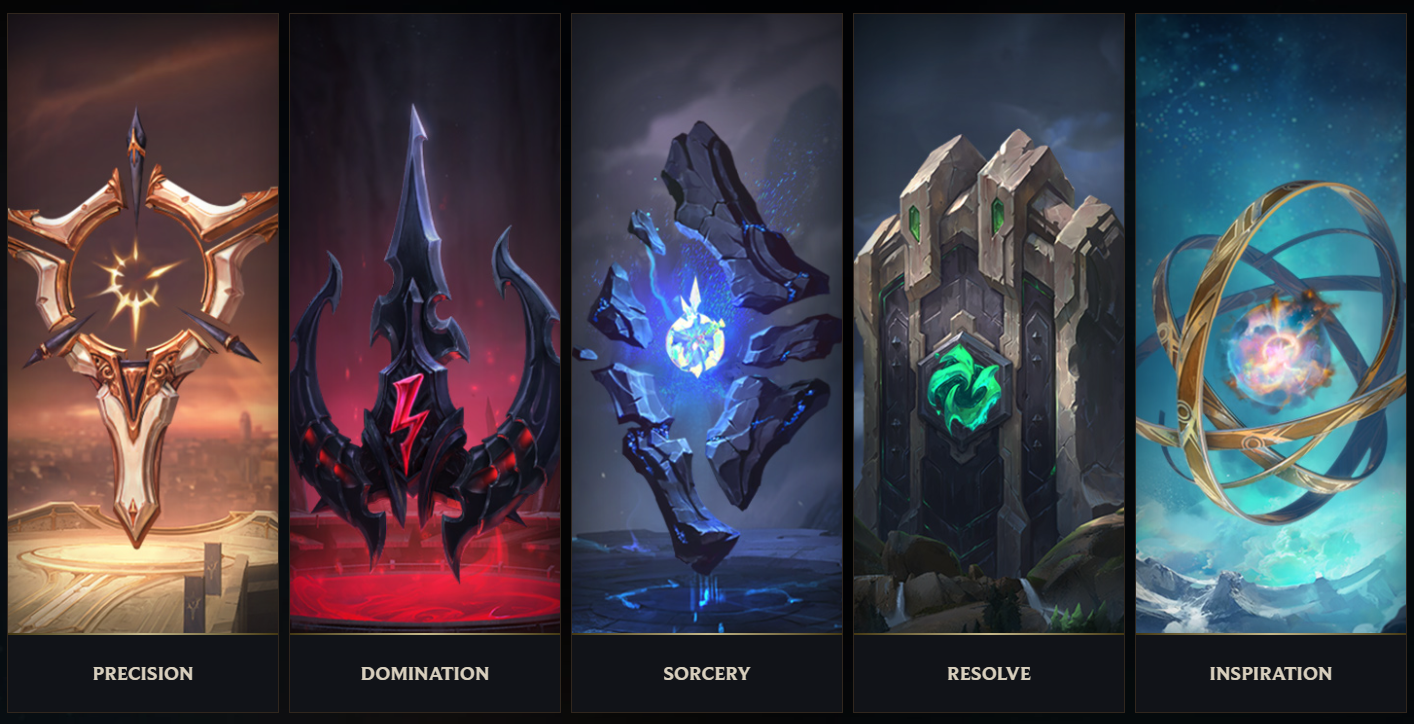 PRECISION
DOMINATION
SORCERY
RESOLVE
INSPIRATION